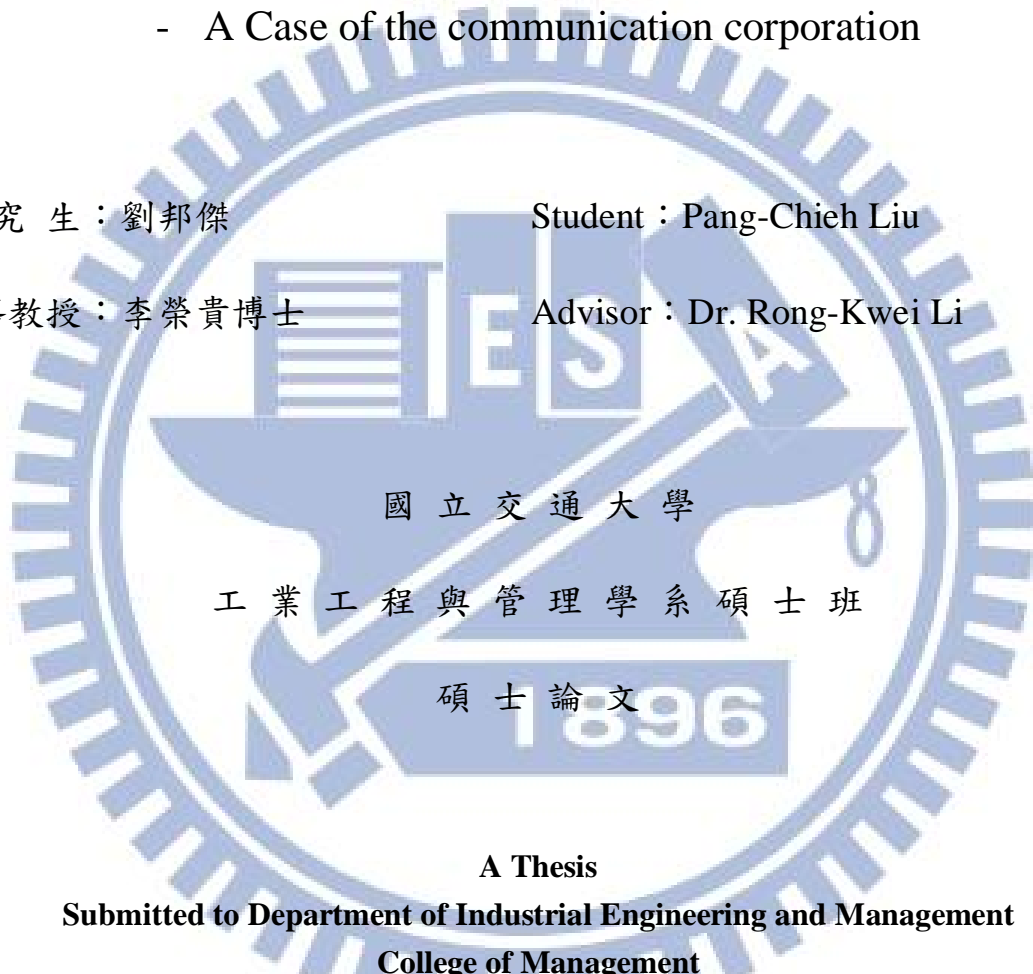 - A Case of the communication corporation
究 生：劉邦傑 Student：Pang-Chieh Liu
教授：李榮貴博士 Advisor：Dr. Rong-Kwei Li
E S A
國 立 交 通 大 學
工 業 工 程 與 管 理 學 系 碩 士 班
碩 士 論 文
1896
A Thesis
Submitted to Department of Industrial Engineering and Management
College of Management